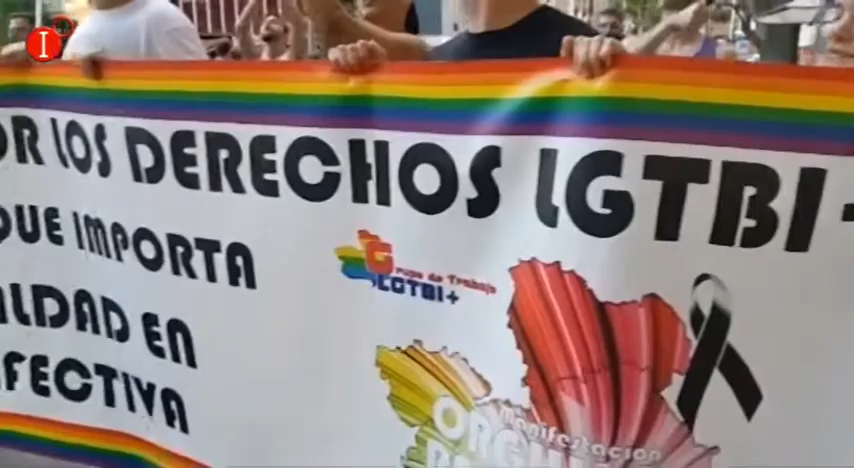 I
OR LOS DERECHOS LGTBI+
QUE IMPORTA
ALDAD EN
AFECTIVA
Grupo de Trabajo
LGTBI+
Manifestación